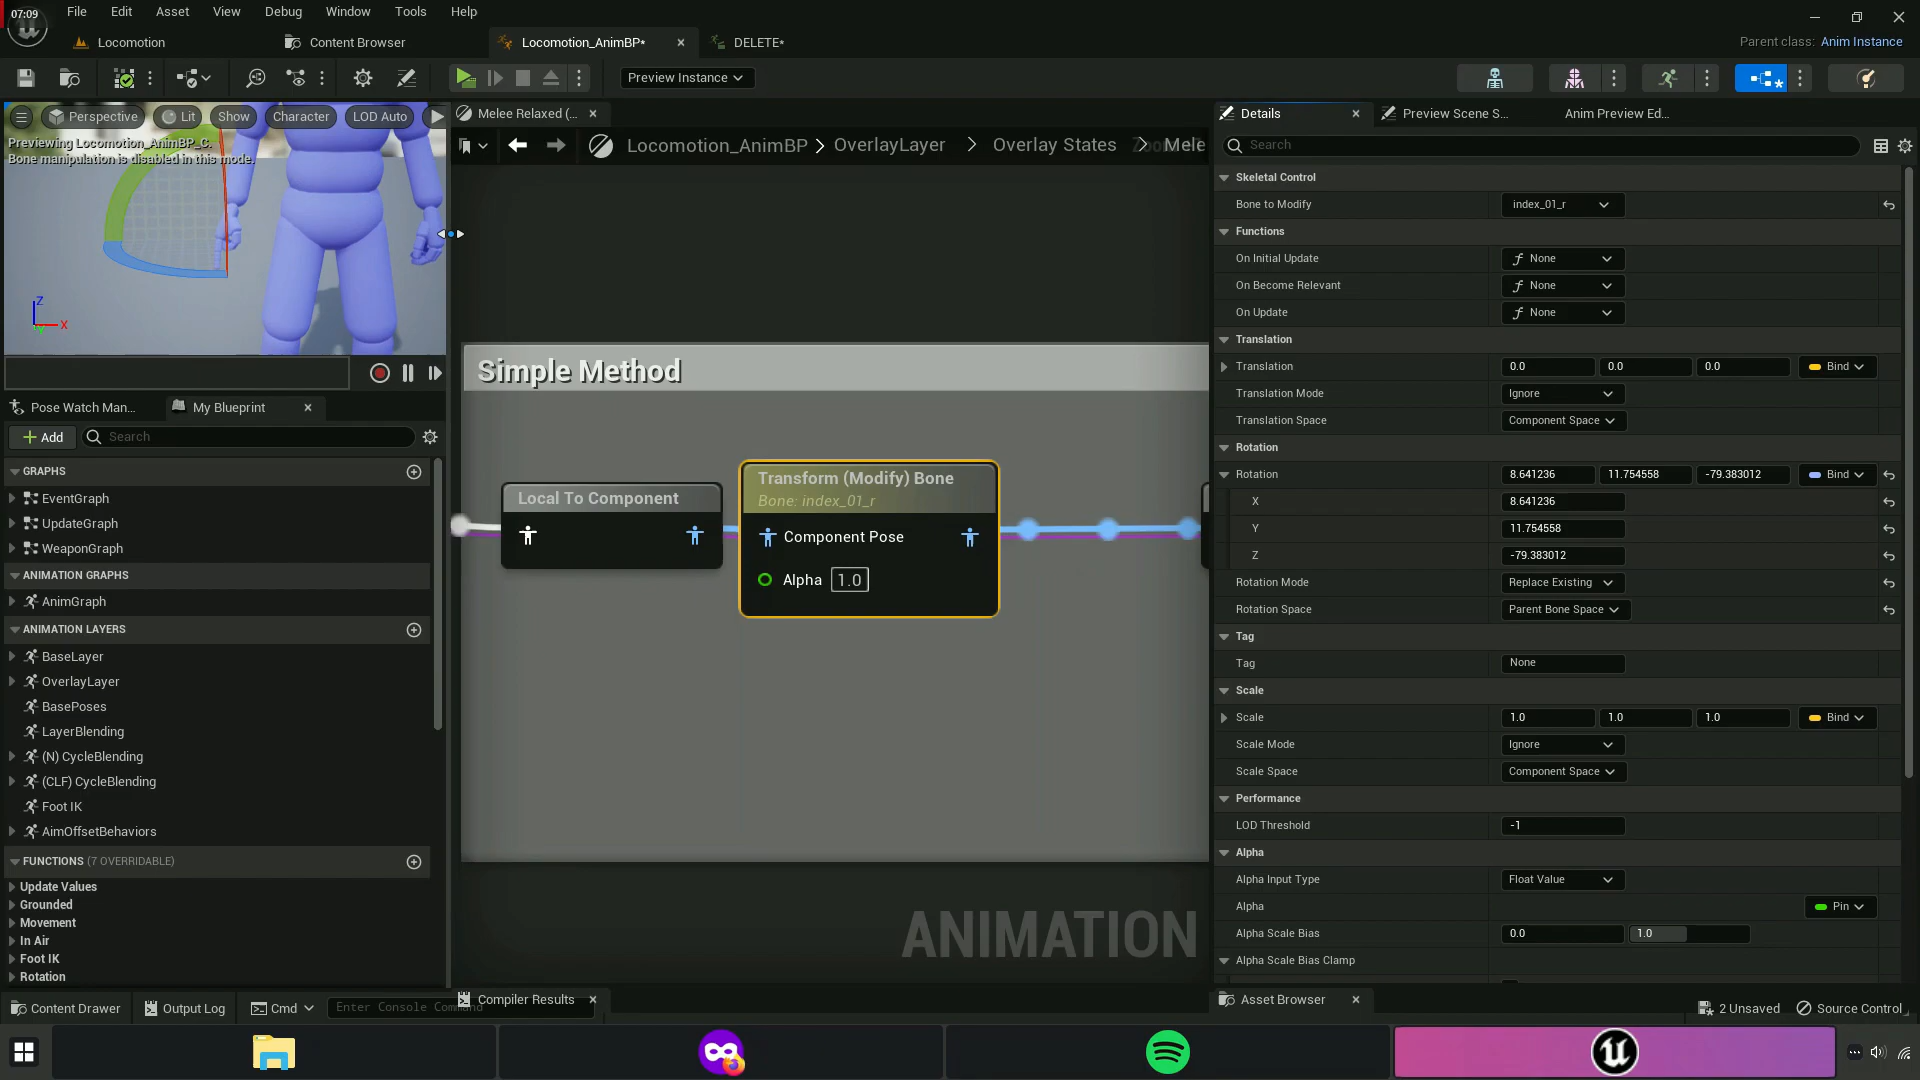 07:09
File Edit Asset View Debug Window Tools Help
Locomotion
Content Browser
Locomotion_AnimBP*
DELETE*
Parent class: Anim Instance
Preview Instance
Perspective
Lit
Show
Character
LOD Auto
Previewing Locomotion_AnimBP_C.
Bone manipulation is disabled in this mode.
Z
X
Y
Pose Watch Man...
My Blueprint
Add
Search
GRAPHS
EventGraph
UpdateGraph
WeaponGraph
ANIMATION GRAPHS
AnimGraph
ANIMATION LAYERS
BaseLayer
OverlayLayer
BasePoses
LayerBlending
(N) CycleBlending
(CLF) CycleBlending
Foot IK
AimOffsetBehaviors
FUNCTIONS (7 OVERRIDABLE)
Update Values
Grounded
Movement
In Air
Foot IK
Rotation
Melee Relaxed (...
Locomotion_AnimBP > OverlayLayer > Overlay States > Mele
Simple Method
Local To Component
Transform (Modify) Bone
Bone: index_01_r
Component Pose
Alpha 1.0
ANIMATION
Compiler Results
Details
Preview Scene S...
Anim Preview Ed...
Search
Skeletal Control
Bone to Modify index_01_r
Functions
On Initial Update None
On Become Relevant None
On Update None
Translation
Translation 0.0 0.0 0.0 Bind
Translation Mode Ignore
Translation Space Component Space
Rotation
Rotation 8.641236 11.754558 -79.383012 Bind
X 8.641236
Y 11.754558
Z -79.383012
Rotation Mode Replace Existing
Rotation Space Parent Bone Space
Tag
Tag None
Scale
Scale 1.0 1.0 1.0 Bind
Scale Mode Ignore
Scale Space Component Space
Performance
LOD Threshold -1
Alpha
Alpha Input Type Float Value
Alpha Pin
Alpha Scale Bias 0.0 1.0
Alpha Scale Bias Clamp
Asset Browser
Content Drawer
Output Log
Cmd
Enter Console Command
2 Unsaved
Source Control